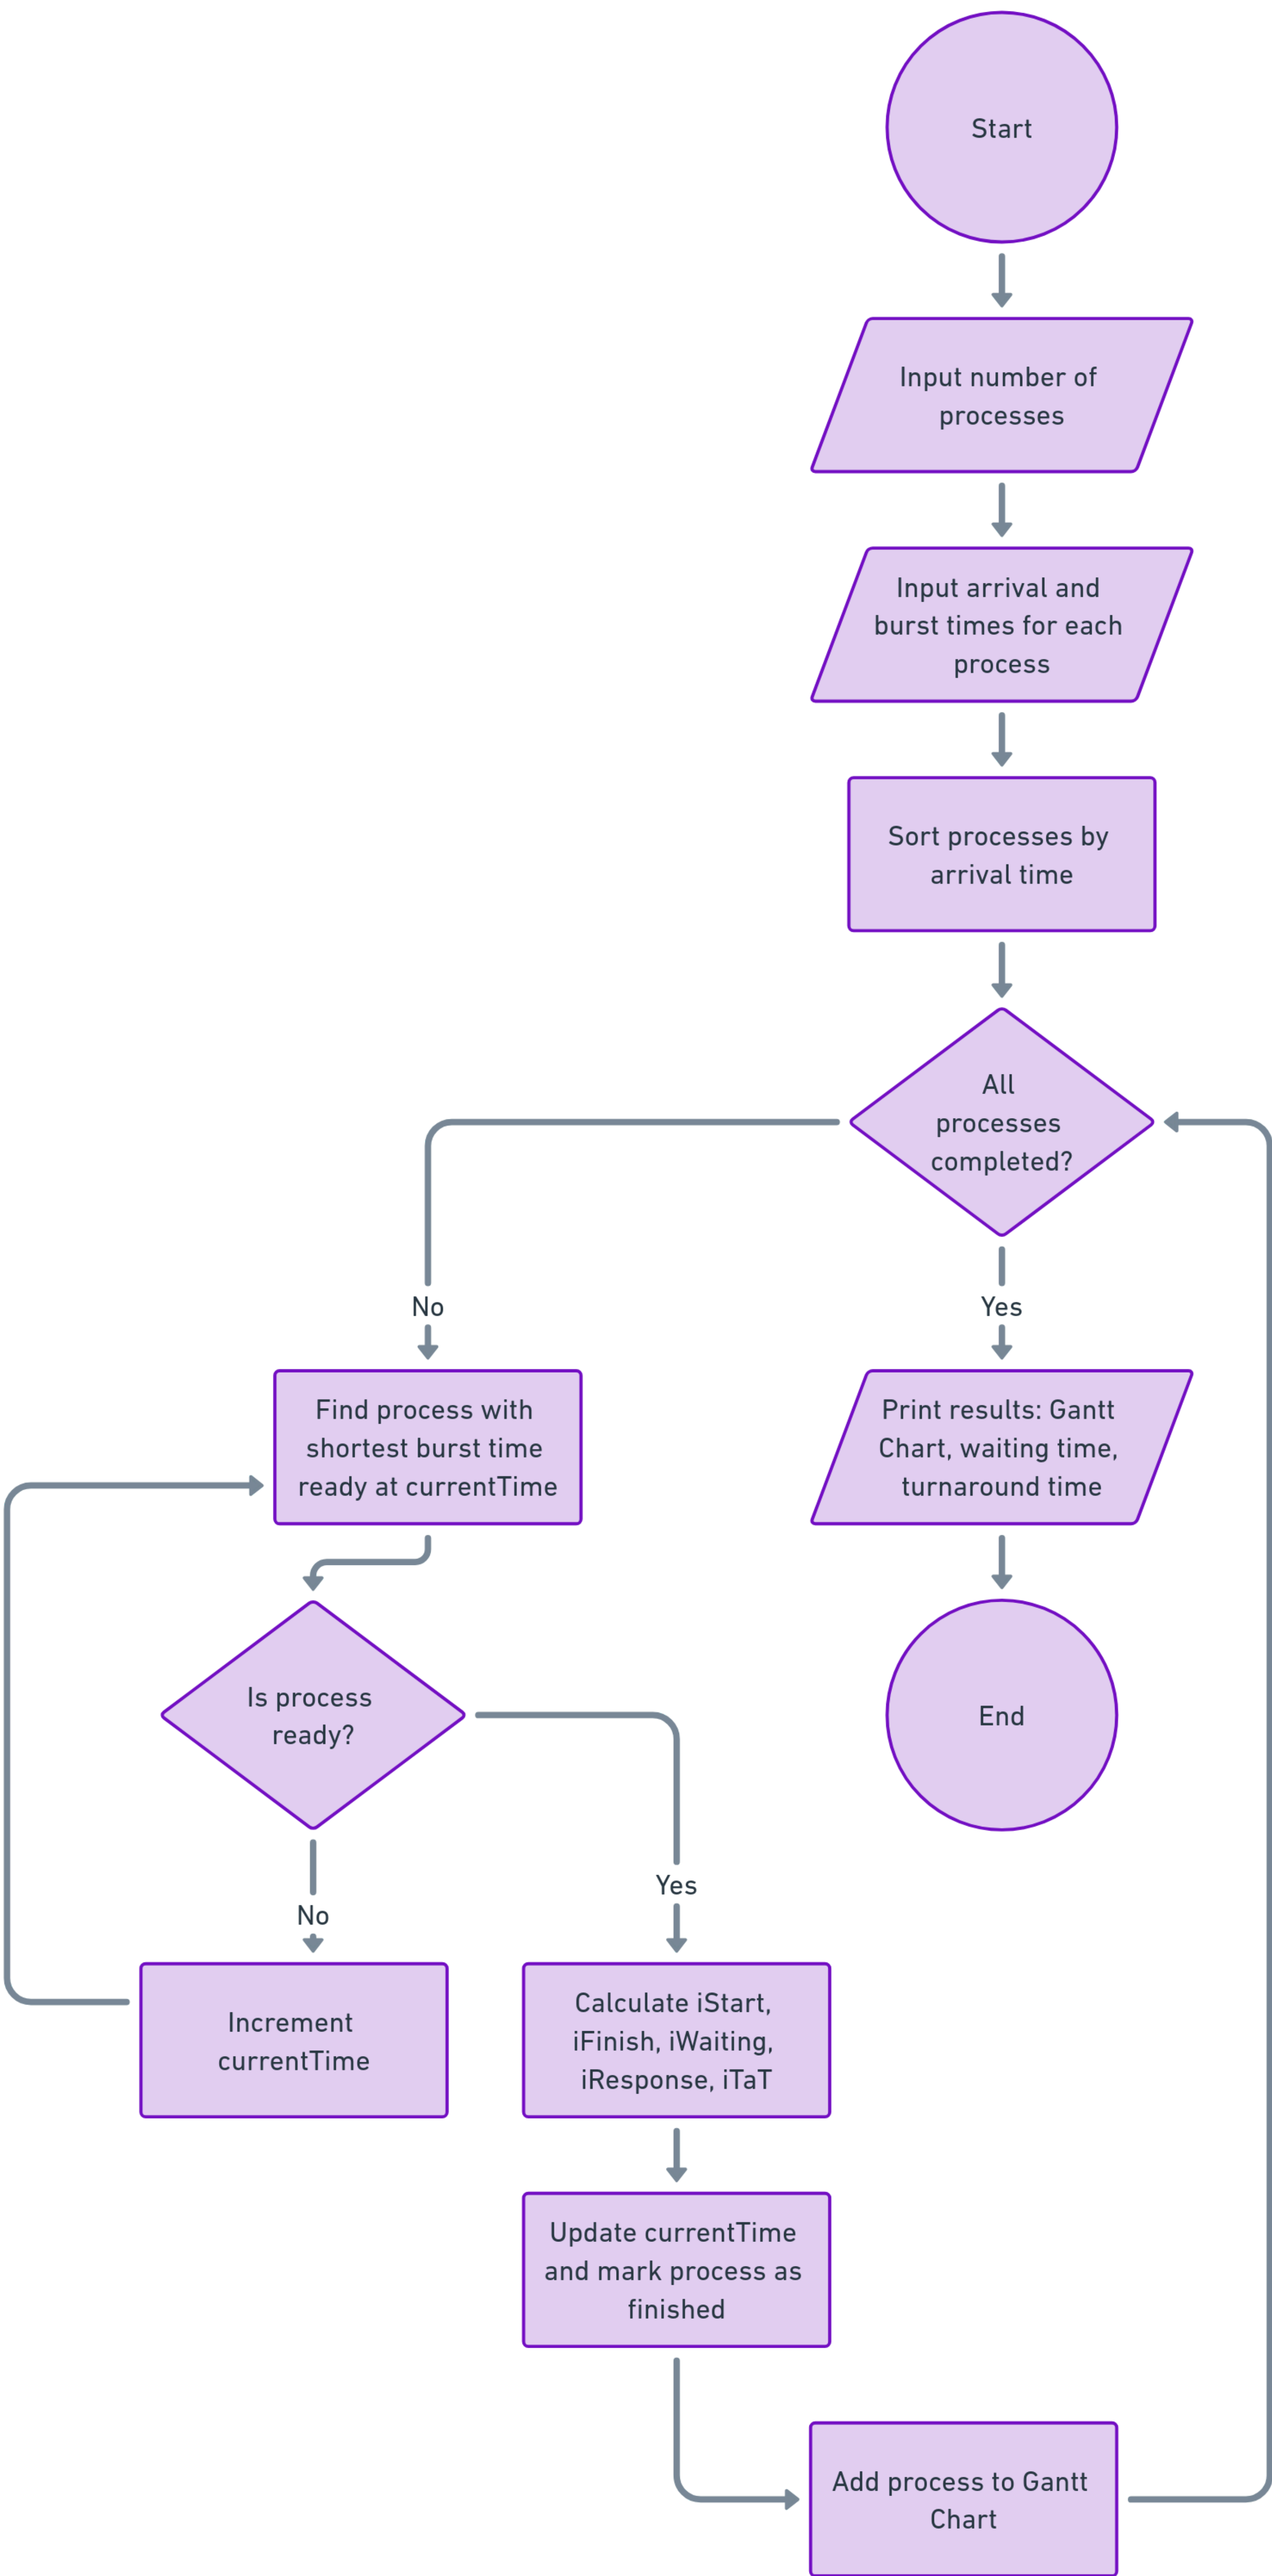 Start
Input number of
processes
Input arrival and
burst times for each
process
Sort processes by
arrival time
All
processes
completed?
No
Yes
Find process with
shortest burst time
ready at currentTime
Print results: Gantt
Chart, waiting time,
turnaround time
Is process
ready?
End
Yes
No
Increment
currentTime
Calculate iStart,
iFinish, iWaiting,
iResponse, iTaT
Update currentTime
and mark process as
finished
Add process to Gantt
Chart